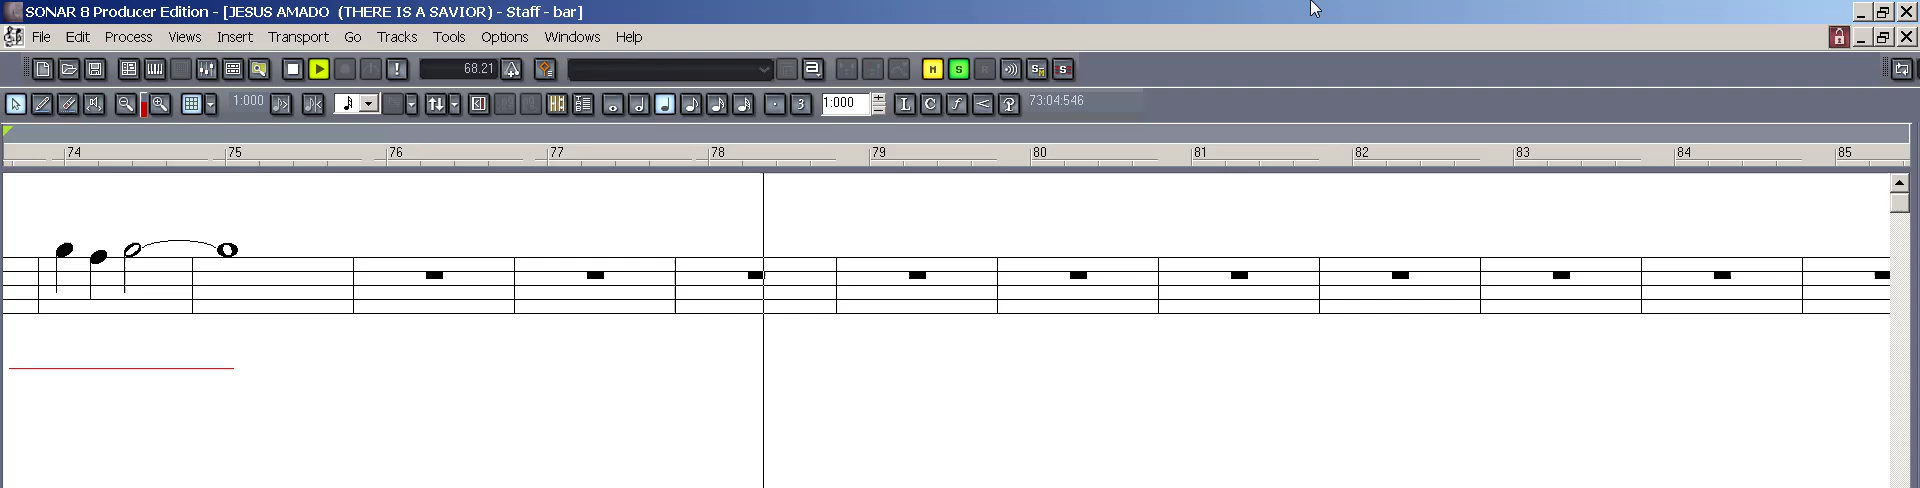 SONAR 8 Producer Edition - [JESUS AMADO  (THERE IS A SAVIOR) - Staff - bar]
File Edit Process Views Insert Transport Go Tracks Tools Options Windows Help
68.21 M S R S S
1:000 3 1:000 L C f < P 73:04:546
74 75 76 77 78 79 80 81 82 83 84 85